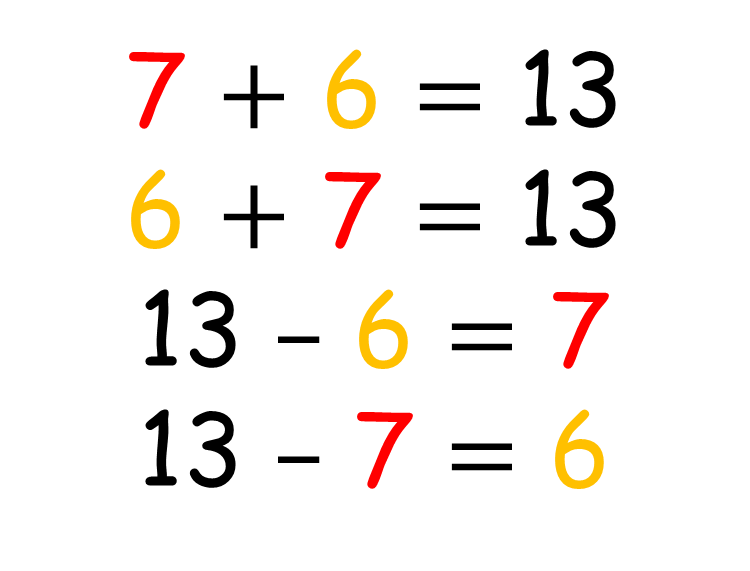 7 + 6 = 13
6 + 7 = 13
13 – 6 = 7
13 – 7 = 6